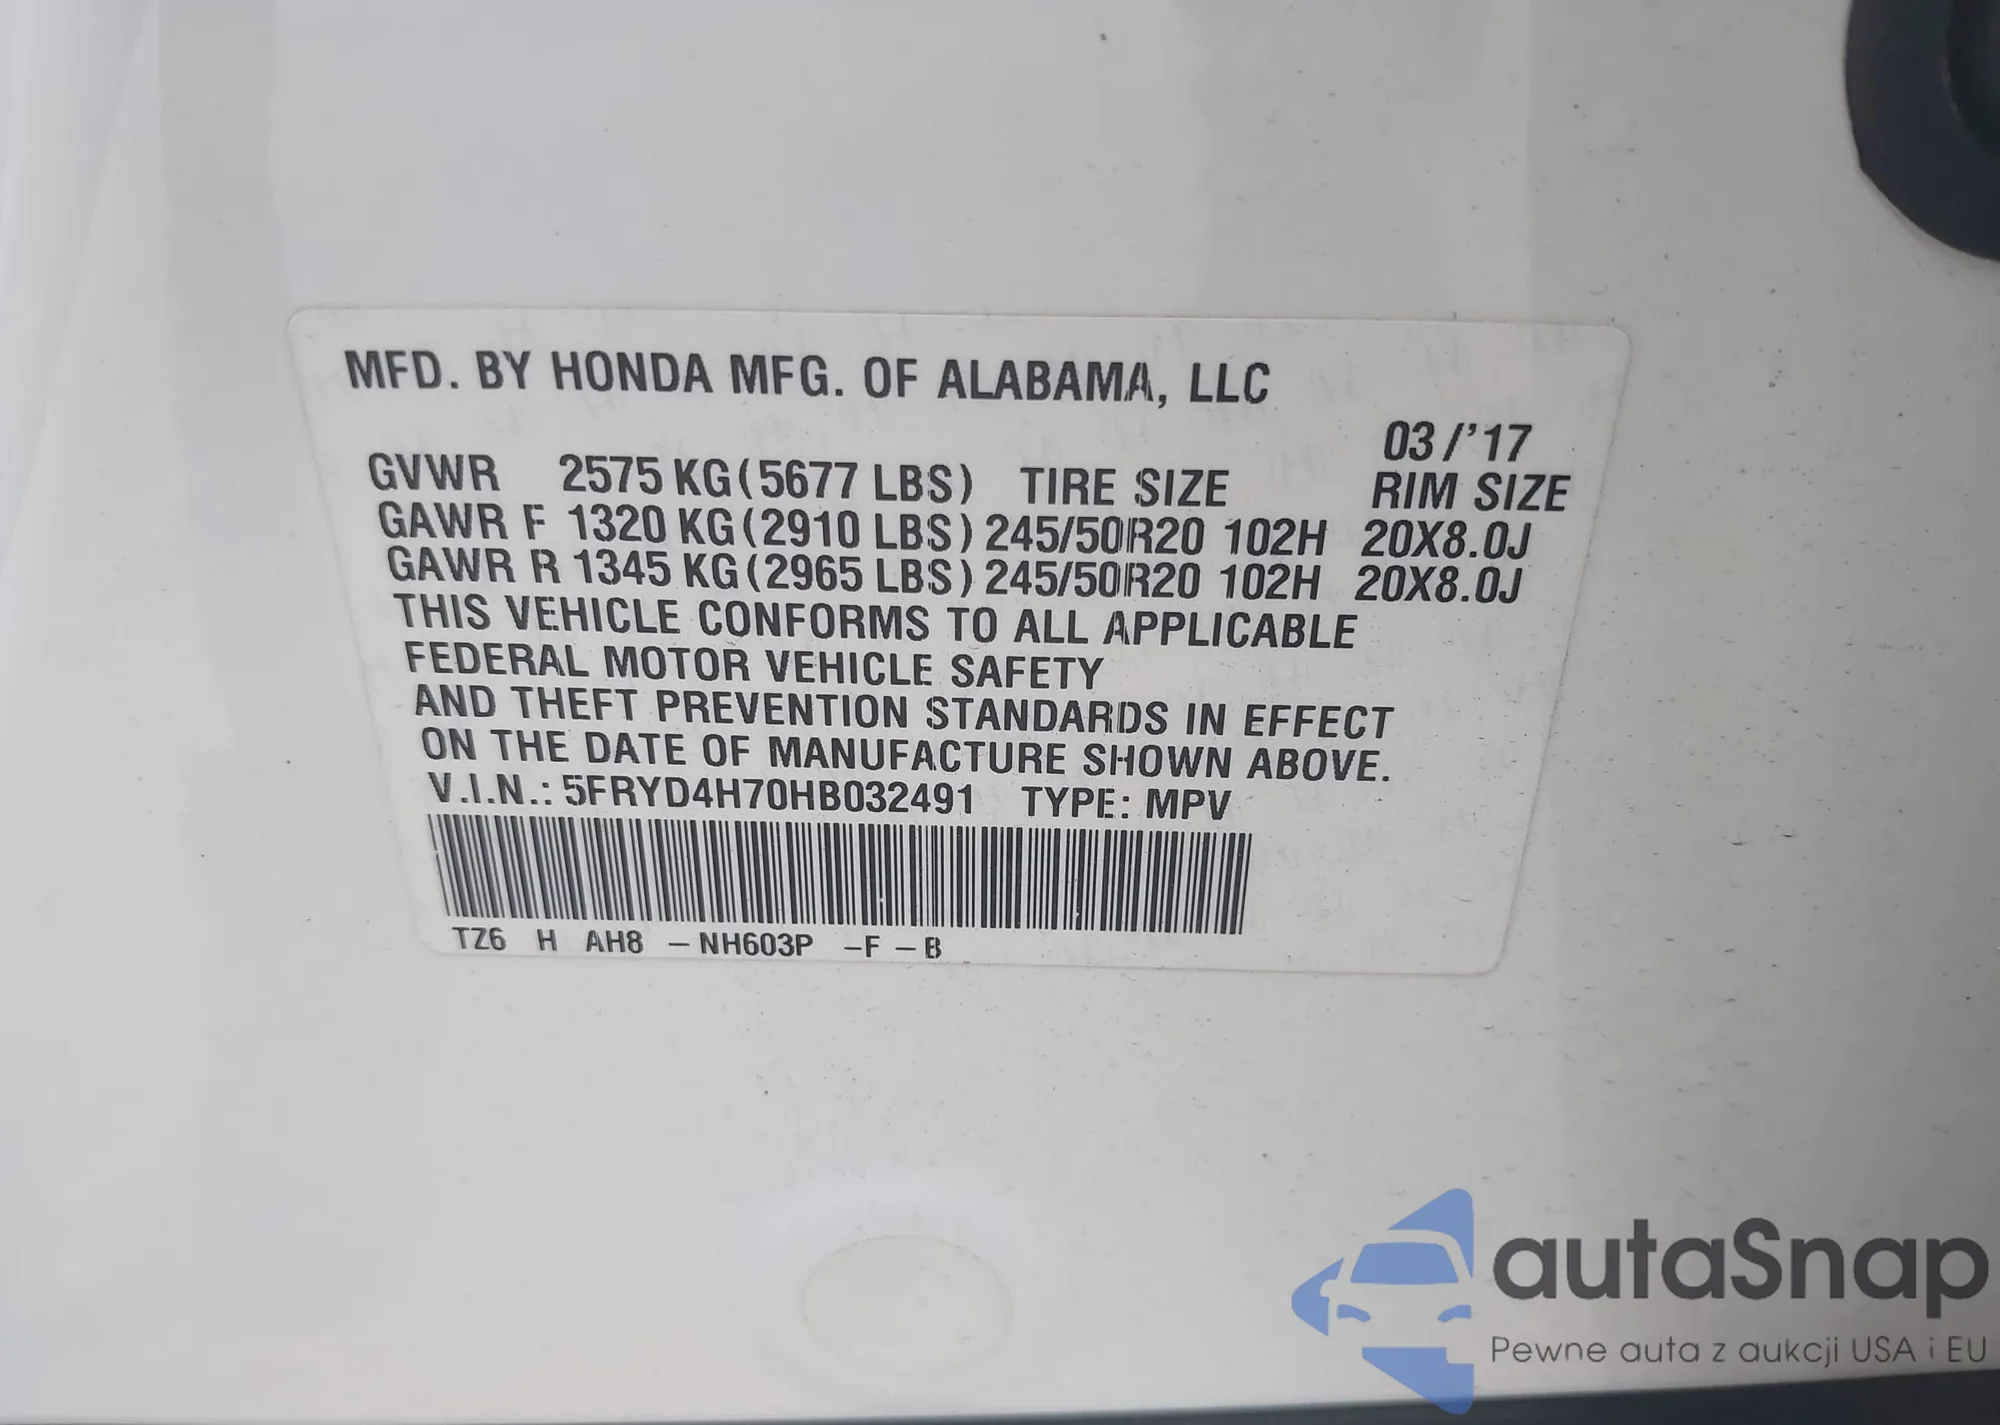 MFD. BY HONDA MFG. OF ALABAMA, LLC
03/'17
GVWR 2575 KG (5677 LBS) TIRE SIZE RIM SIZE
GAWR F 1320 KG (2910 LBS) 245/50R20 102H 20X8.0J
GAWR R 1345 KG (2965 LBS) 245/50R20 102H 20X8.0J
THIS VEHICLE CONFORMS TO ALL APPLICABLE
FEDERAL MOTOR VEHICLE SAFETY
AND THEFT PREVENTION STANDARDS IN EFFECT
ON THE DATE OF MANUFACTURE SHOWN ABOVE.
V.I.N.: 5FRYD4H70HB032491 TYPE: MPV
TZ6 H AH8 -NH603P -F -B
autaSnap
Pewne auta z aukcji USA i EU